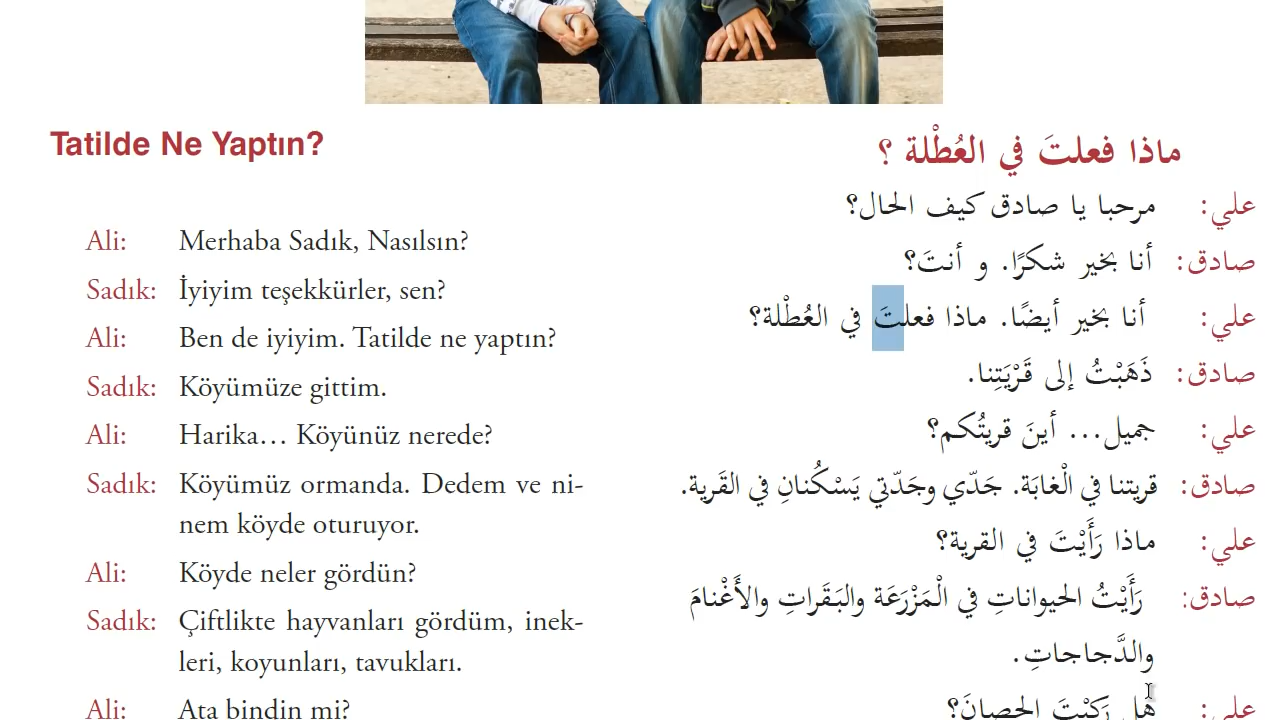 Tatilde Ne Yaptın?
Ali: Merhaba Sadık, Nasılsın?
Sadık: İyiyim teşekkürler, sen?
Ali: Ben de iyiyim. Tatilde ne yaptın?
Sadık: Köyümüze gittim.
Ali: Harika… Köyünüz nerede?
Sadık: Köyümüz ormanda. Dedem ve ni-
nem köyde oturuyor.
Ali: Köyde neler gördün?
Sadık: Çiftlikte hayvanları gördüm, inek-
leri, koyunları, tavukları.
Ali: Ata bindin mi?
ماذا فعلتَ في العُطْلة ؟
علي: مرحبا يا صادق كيف الحال؟
صادق: أنا بخير شكرًا. و أنتَ؟
علي: أنا بخير أيضًا. ماذا فعلتَ في العُطْلة؟
صادق: ذَهَبْتُ إلى قَرْيَتِنا.
علي: جميل... أينَ قريتُكم؟
صادق: قريتنا في الْغابَة. جَدّي وجَدّتي يَسْكُنانِ في القَرية.
علي: ماذا رَأَيْتَ في القرية؟
صادق: رَأَيْتُ الحيواناتِ في الْمَزْرَعَة والبَقَراتِ والأَغْنامَ
والدَّجاجاتِ.
علي: هَل رَكِبْتَ الحصانَ؟